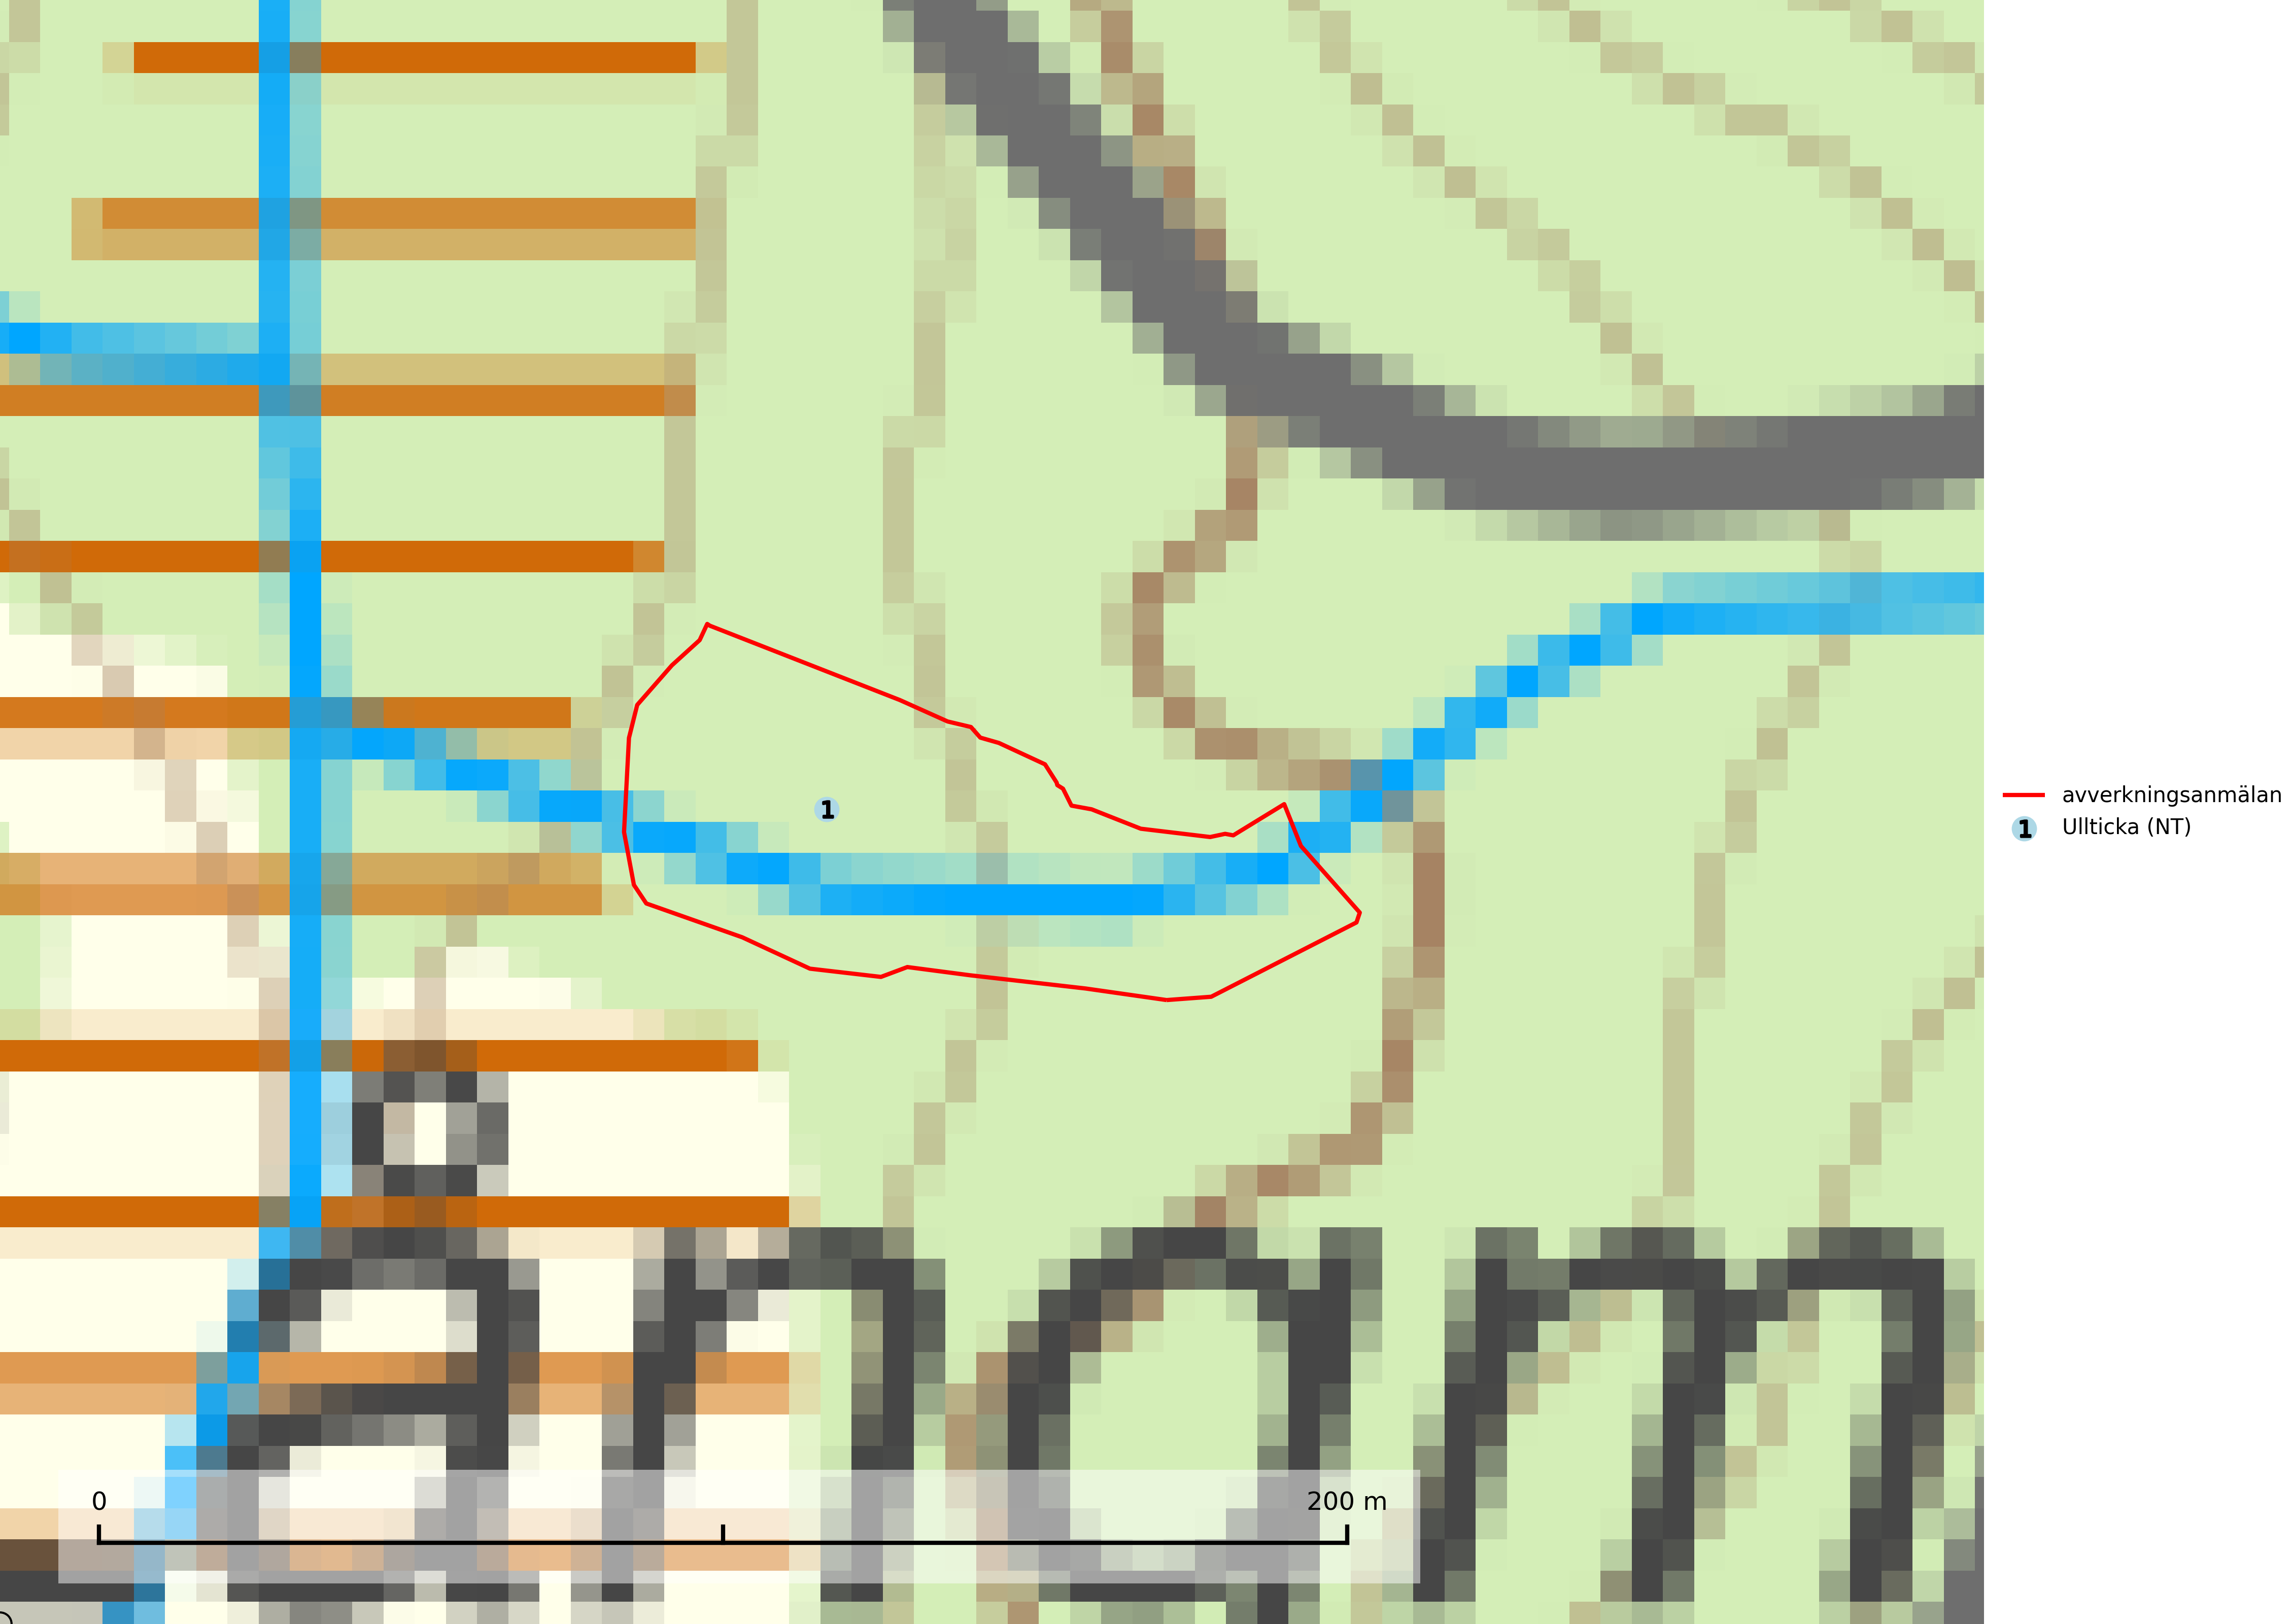 1
avverkningsanmälan
1 Ullticka (NT)
0 200 m